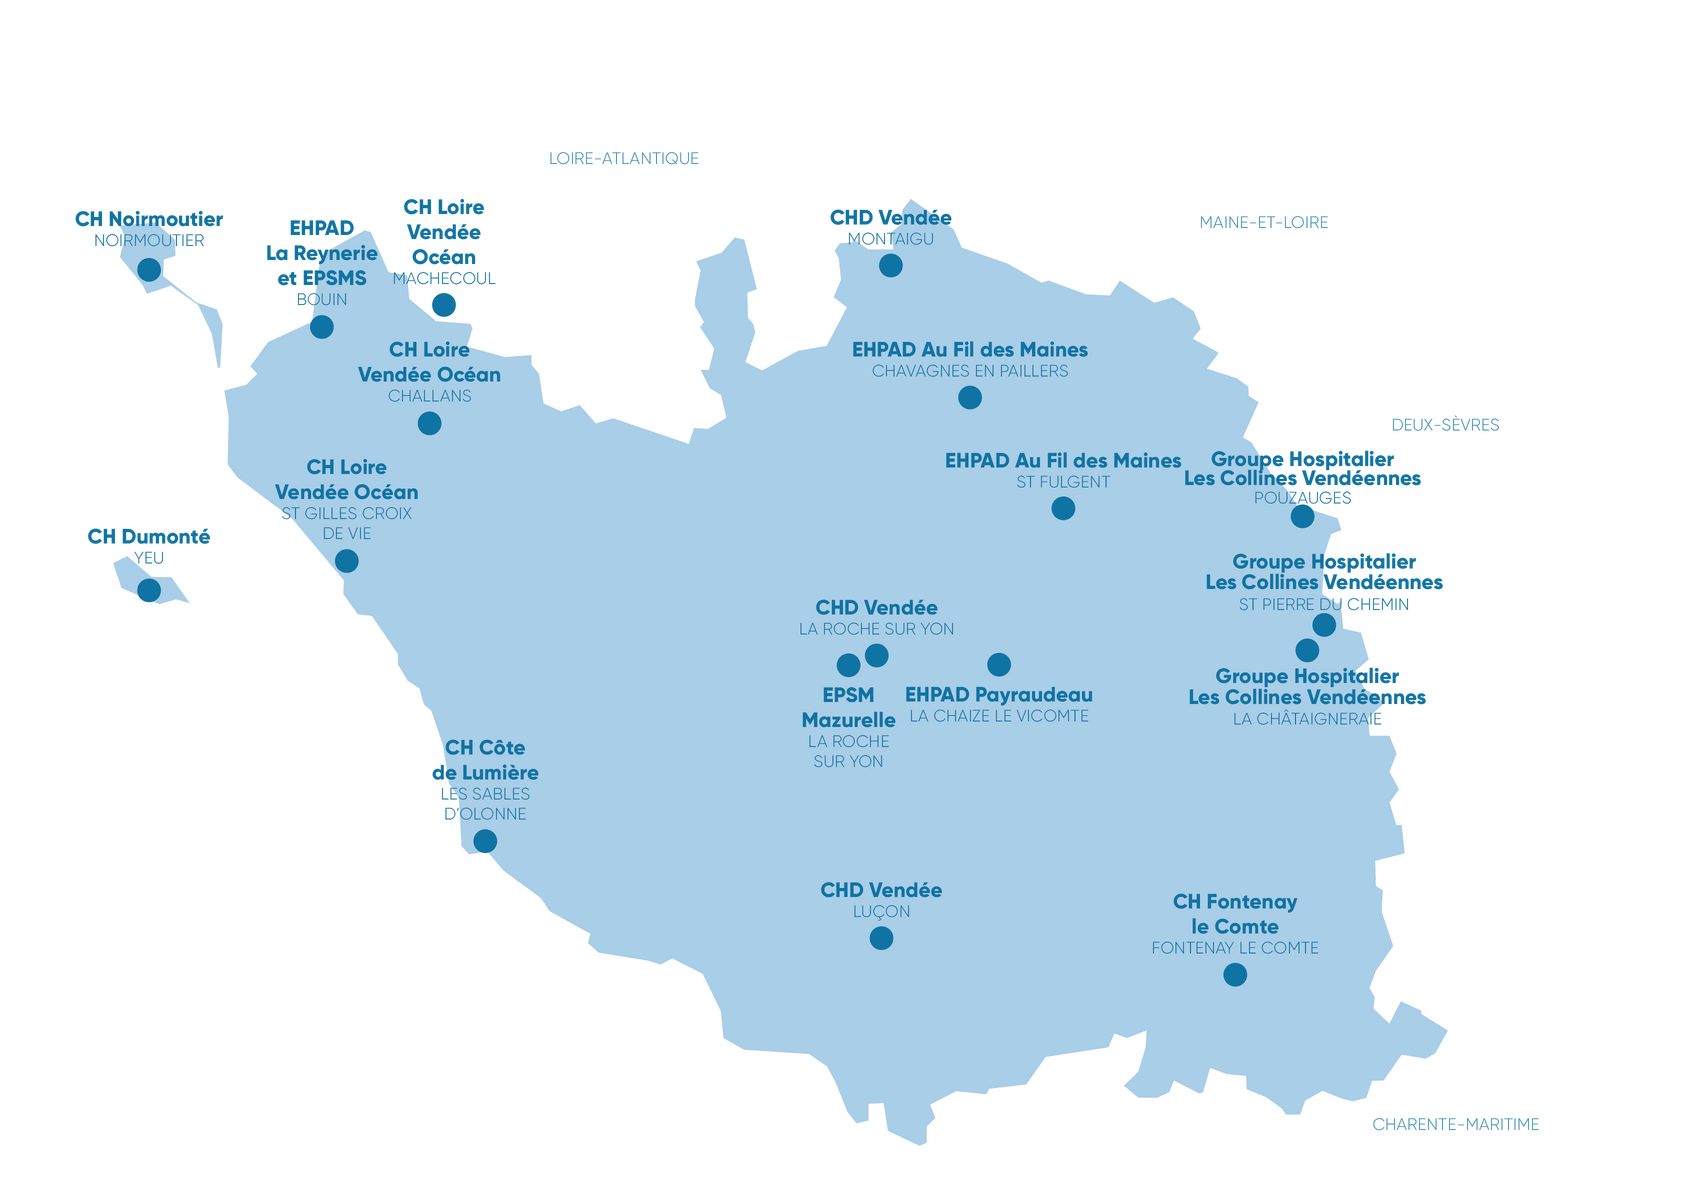 LOIRE-ATLANTIQUE
MAINE-ET-LOIRE
DEUX-SÈVRES
CHARENTE-MARITIME
CH Noirmoutier
NOIRMOUTIER
EHPAD
La Reynerie
et EPSMS
BOUIN
CH Loire
Vendée
Océan
MACHECOUL
CHD Vendée
MONTAIGU
CH Loire
Vendée Océan
CHALLANS
EHPAD Au Fil des Maines
CHAVAGNES EN PAILLERS
CH Loire
Vendée Océan
ST GILLES CROIX
DE VIE
EHPAD Au Fil des Maines
ST FULGENT
Groupe Hospitalier
Les Collines Vendéennes
POUZAUGES
CH Dumonté
YEU
Groupe Hospitalier
Les Collines Vendéennes
ST PIERRE DU CHEMIN
CHD Vendée
LA ROCHE SUR YON
EPSM
Mazurelle
LA ROCHE
SUR YON
EHPAD Payraudeau
LA CHAIZE LE VICOMTE
Groupe Hospitalier
Les Collines Vendéennes
LA CHÂTAIGNERAIE
CH Côte
de Lumière
LES SABLES
D'OLONNE
CHD Vendée
LUÇON
CH Fontenay
le Comte
FONTENAY LE COMTE